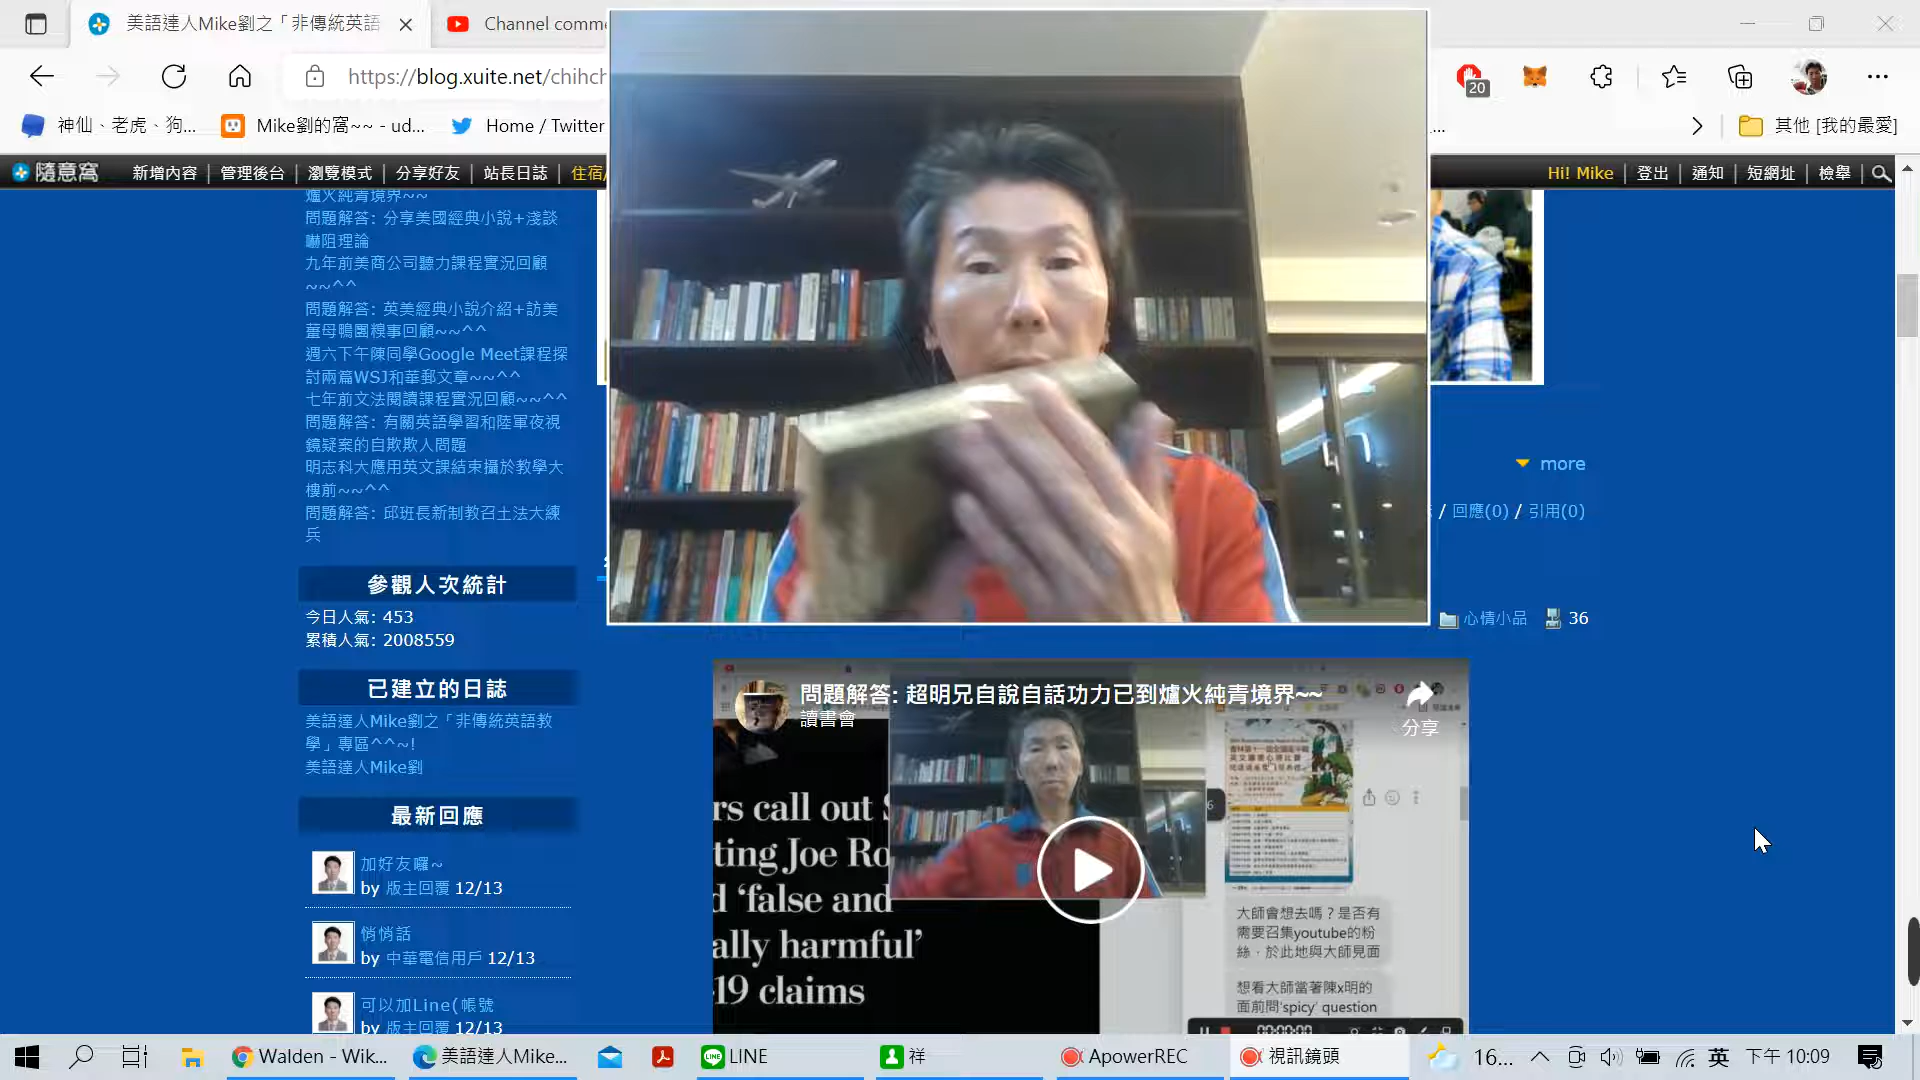 美語達人Mike劉之「非傳統英語
Channel comme
https://blog.xuite.net/chihch
20
神仙、老虎、狗...
Mike劉的窩~~ - ud...
Home / Twitter
...
其他 [我的最愛]
隨意窩
新增內容 | 管理後台 | 瀏覽模式 | 分享好友 | 站長日誌 | 住宿/
Hi! Mike | 登出 | 通知 | 短網址 | 檢舉
爐火純青境界~~
問題解答: 分享美國經典小說+淺談
嚇阻理論
九年前美商公司聽力課程實況回顧
~~^^
問題解答: 英美經典小說介紹+訪美
薑母鴨團糗事回顧~~^^
週六下午陳同學Google Meet課程探
討兩篇WSJ和華郵文章~~^^
七年前文法閱讀課程實況回顧~~^^
問題解答: 有關英語學習和陸軍夜視
鏡疑案的自欺欺人問題
明志科大應用英文課結束攝於教學大
樓前~~^^
問題解答: 邱班長新制教召土法大練
兵
參觀人次統計
今日人氣: 453
累積人氣: 2008559
已建立的日誌
美語達人Mike劉之「非傳統英語教
學」專區^^~!
美語達人Mike劉
最新回應
加好友囉~
by 版主回覆 12/13
悄悄話
by 中華電信用戶 12/13
可以加Line(帳號
by 版主回覆 12/13
more
/ 回應(0) / 引用(0)
心情小品 36
問題解答: 超明兄自說自話功力已到爐火純青境界~~
讀書會
分享
rs call out S
ting Joe Ro
d ‘false and
ally harmful’
19 claims
6
大師會想去嗎？是否有
需要召集youtube的粉
絲，於此地與大師見面
想看大師當著陳x明的
面前問‘spicy’ question
00:00:00
Walden - Wik...
美語達人Mike...
LINE
祥
ApowerREC
視訊鏡頭
16...
英
下午 10:09